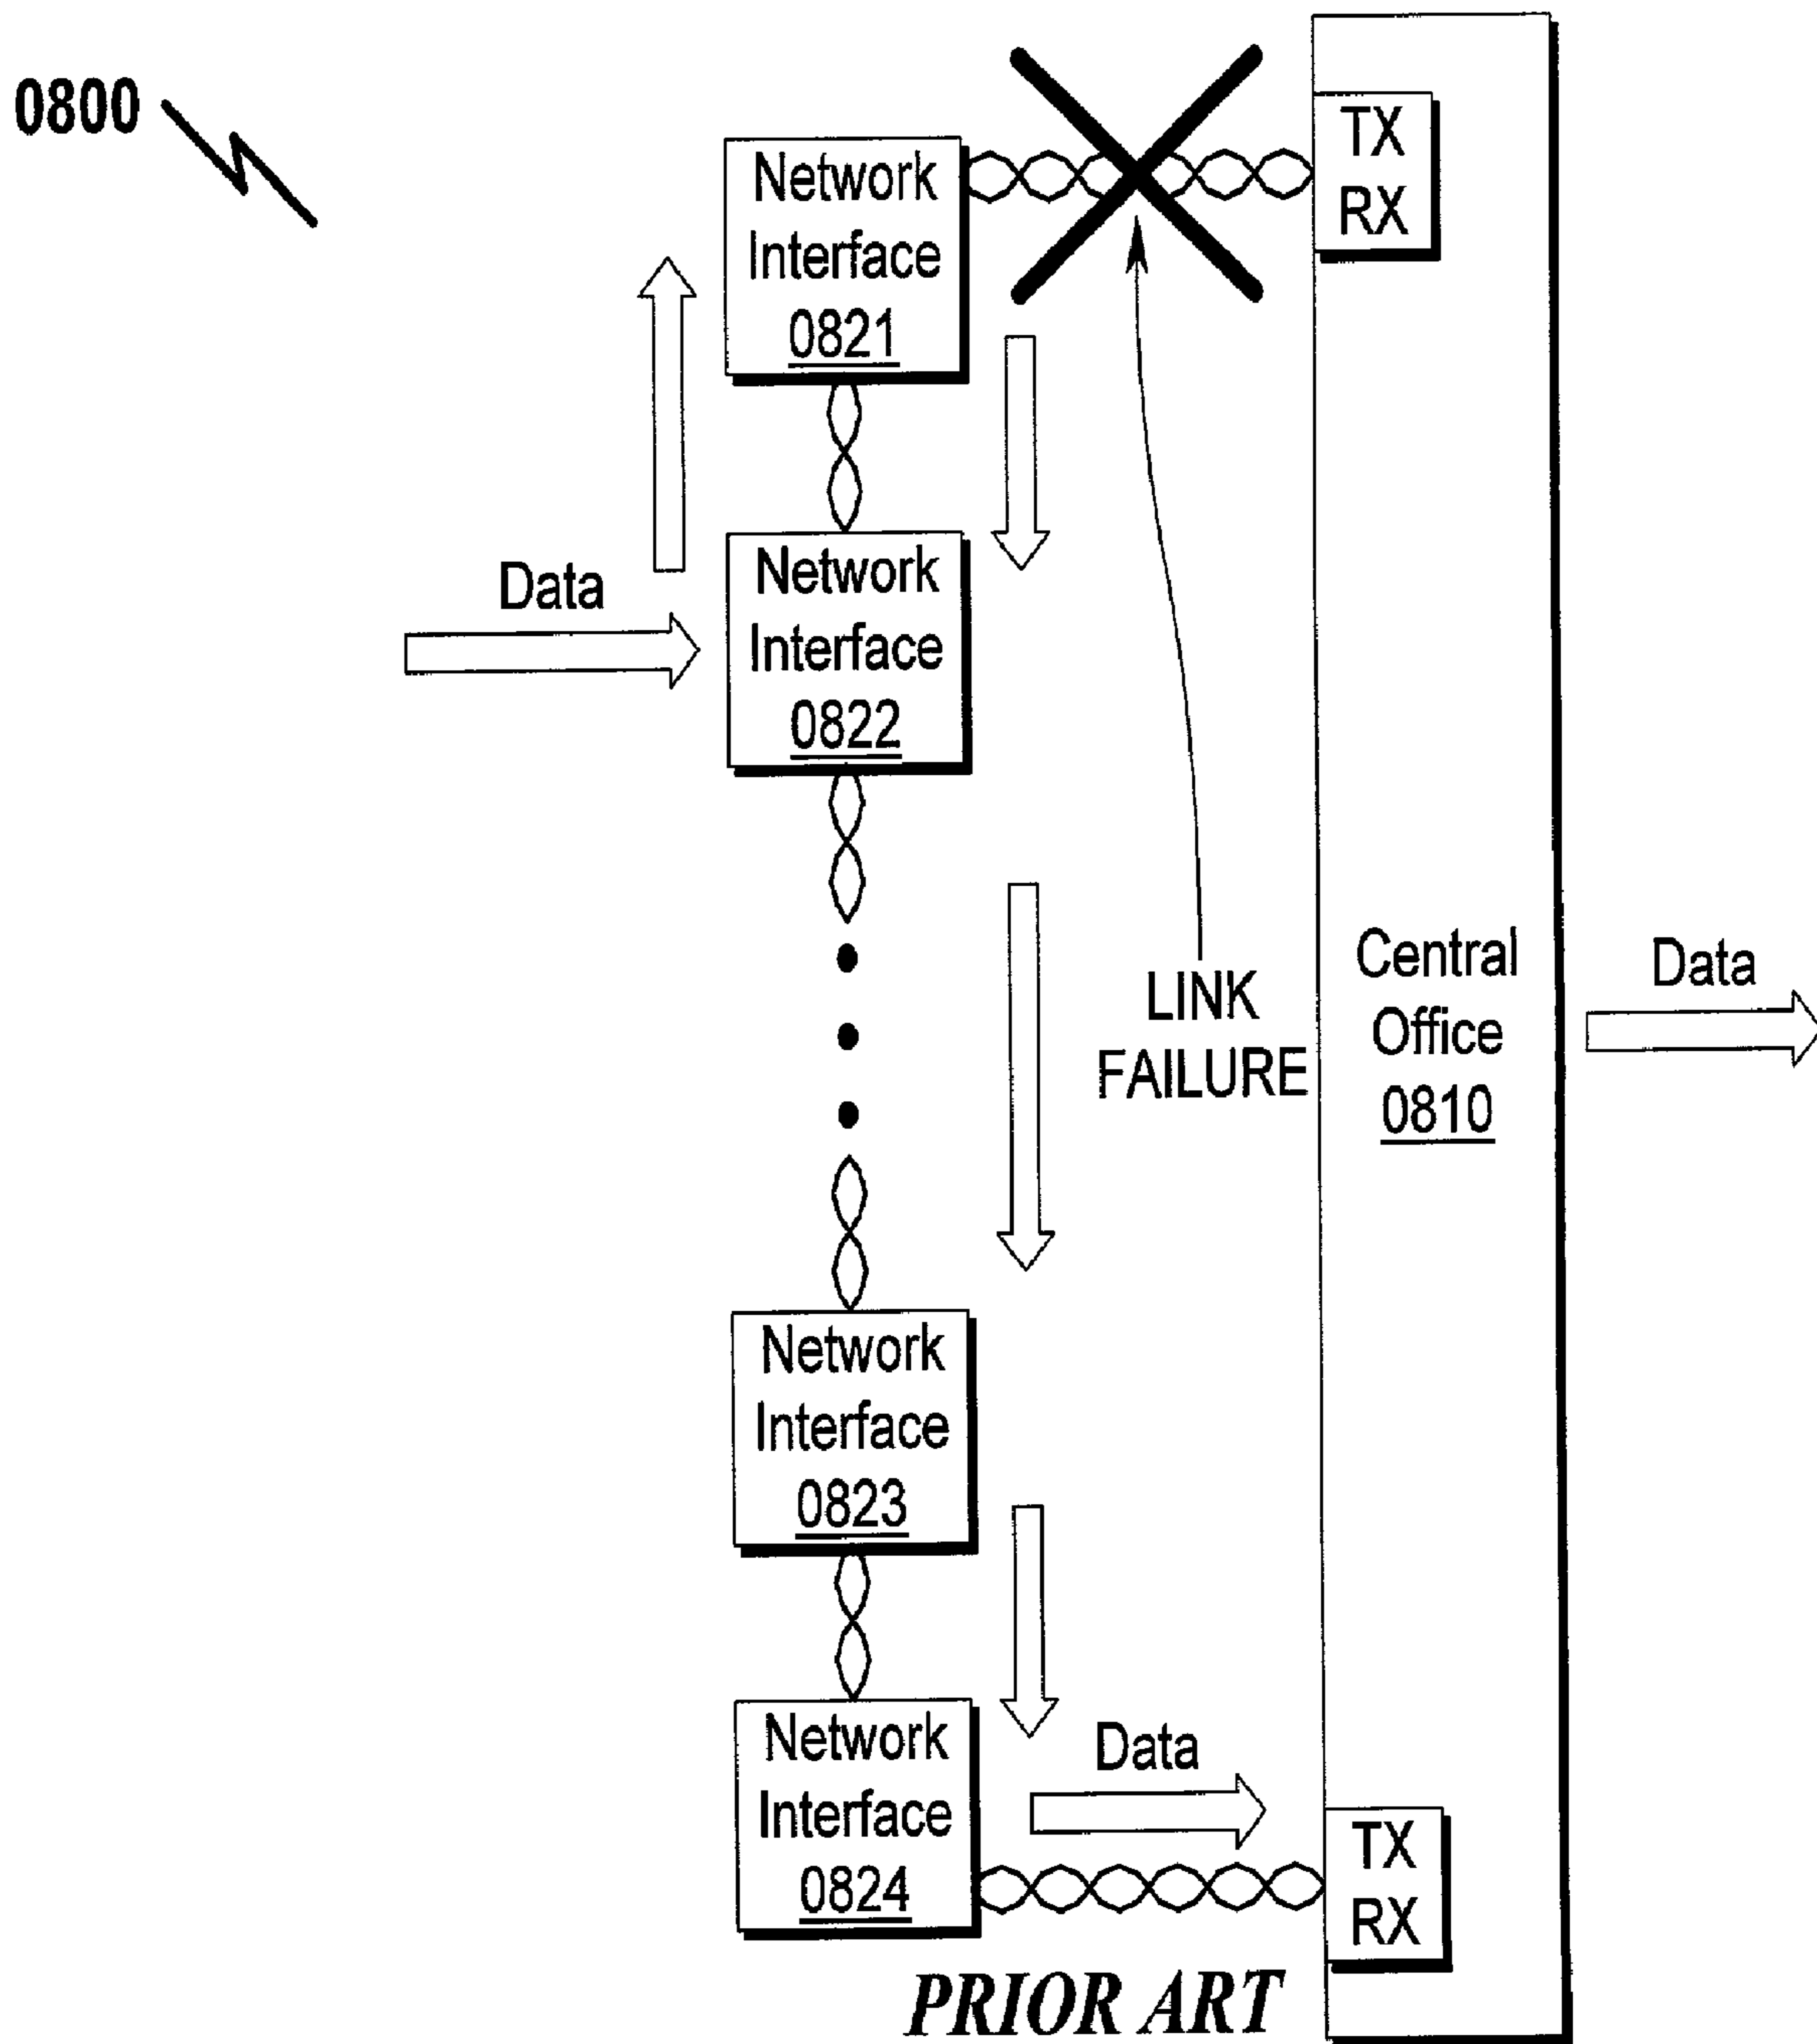 0800
TX
RX
Network
Interface
0821
Data
Network
Interface
0822
LINK
FAILURE
Central
Office
0810
Data
Network
Interface
0823
Network
Interface
0824
Data
TX
RX
PRIOR ART